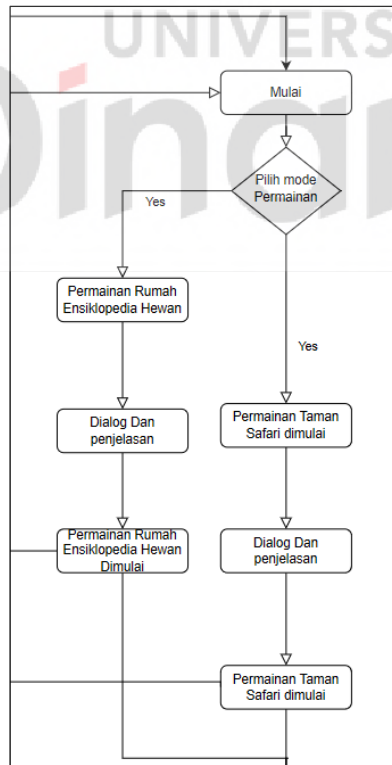 UNIVERS
Dinar
Mulai
Pilih mode
Permainan
Yes
Permainan Rumah
Ensiklopedia Hewan
Yes
Dialog Dan
penjelasan
Permainan Taman
Safari dimulai
Permainan Rumah
Ensiklopedia Hewan
Dimulai
Dialog Dan
penjelasan
Permainan Taman
Safari dimulai